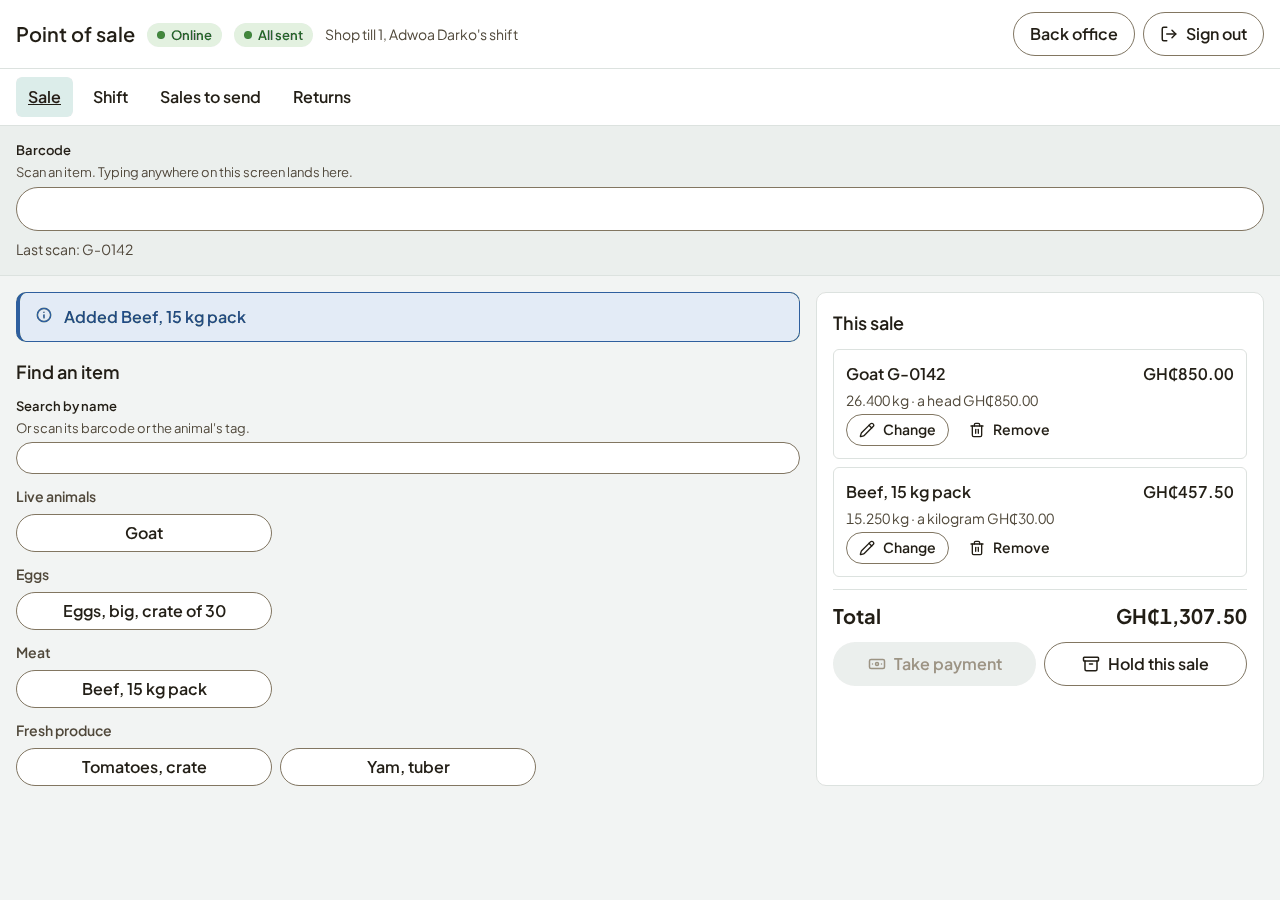 Point of sale
Online
All sent
Shop till 1, Adwoa Darko's shift
Back office
Sign out
Sale
Shift
Sales to send
Returns
Barcode
Scan an item. Typing anywhere on this screen lands here.
Last scan: G-0142
Added Beef, 15 kg pack
Find an item
Search by name
Or scan its barcode or the animal's tag.
Live animals
Goat
Eggs
Eggs, big, crate of 30
Meat
Beef, 15 kg pack
Fresh produce
Tomatoes, crate
Yam, tuber
This sale
Goat G-0142
GH₵850.00
26.400 kg · a head GH₵850.00
Change
Remove
Beef, 15 kg pack
GH₵457.50
15.250 kg · a kilogram GH₵30.00
Change
Remove
Total
GH₵1,307.50
Take payment
Hold this sale